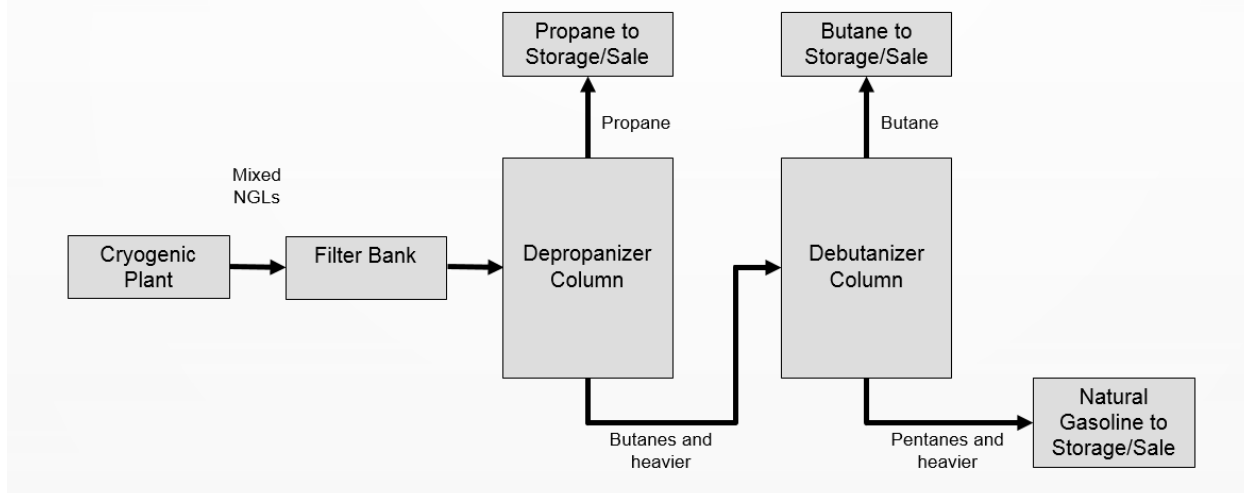 Propane to
Storage/Sale
Butane to
Storage/Sale
Propane
Butane
Mixed
NGLs
Cryogenic
Plant
Filter Bank
Depropanizer
Column
Debutanizer
Column
Butanes and
heavier
Pentanes and
heavier
Natural
Gasoline to
Storage/Sale